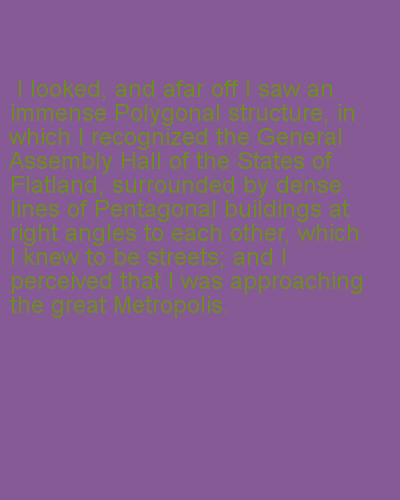 I looked, and afar off I saw an
immense Polygonal structure, in
which I recognized the General
Assembly Hall of the States of
Flatland, surrounded by dense
lines of Pentagonal buildings at
right angles to each other, which
I knew to be streets; and I
perceived that I was approaching
the great Metropolis.